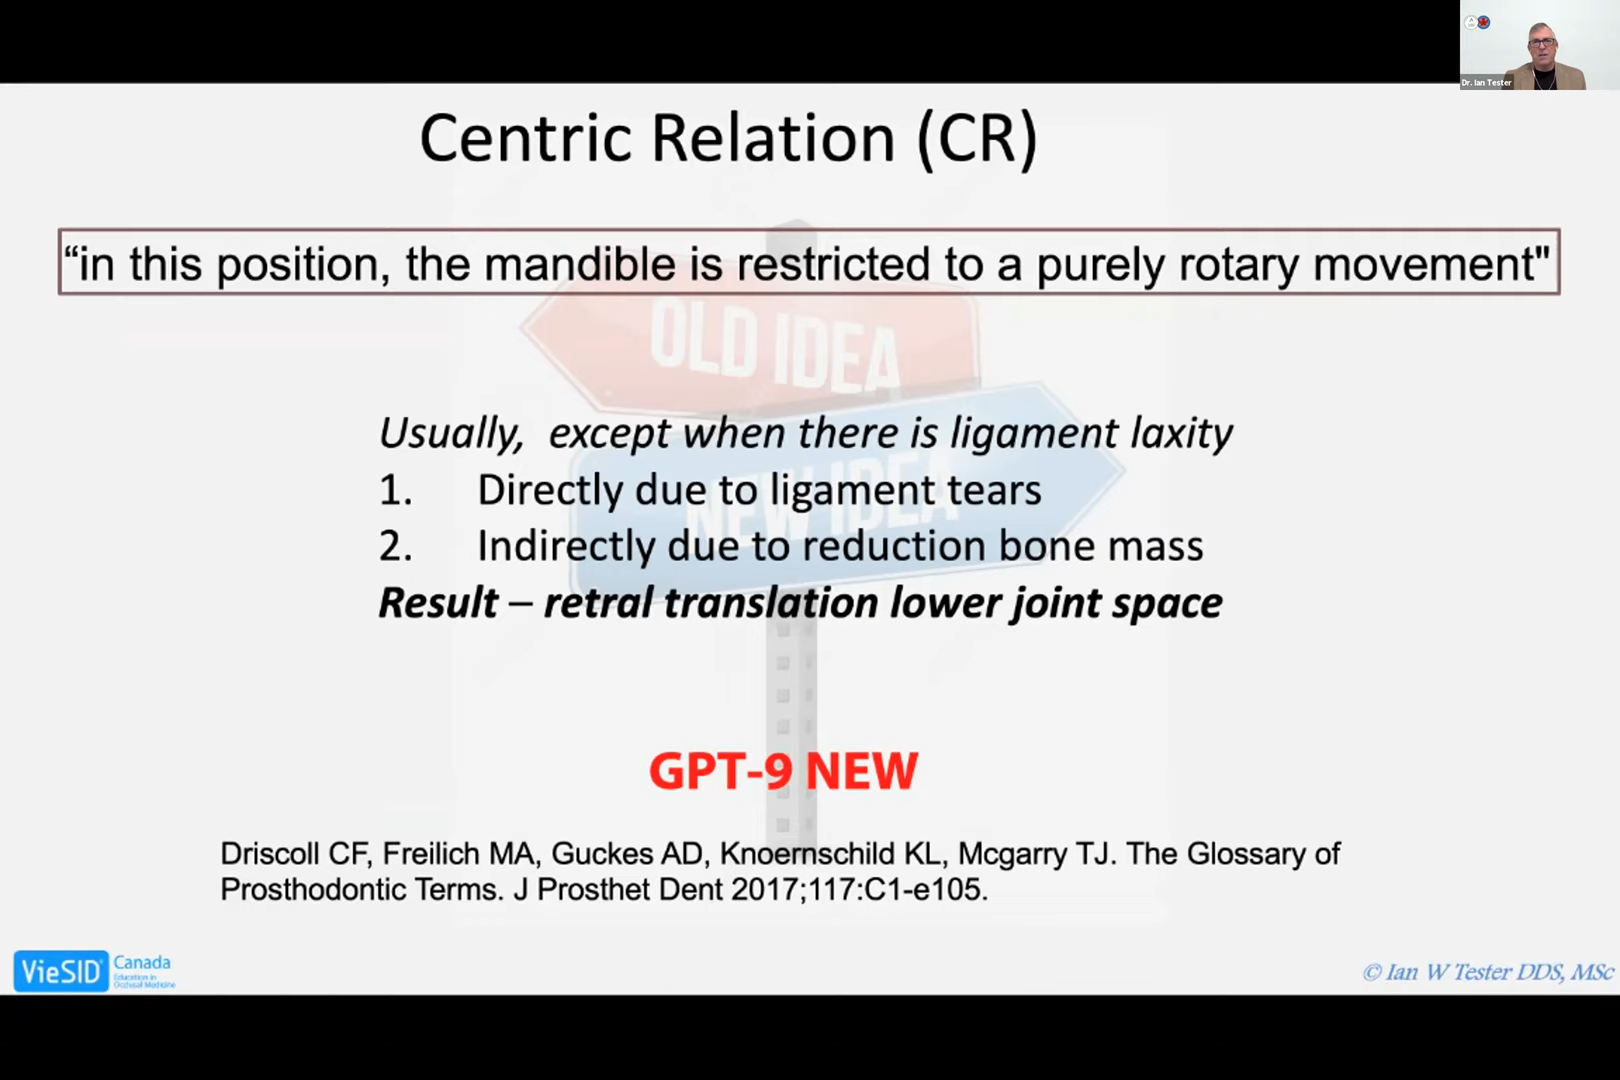 Dr. Ian Tester
Centric Relation (CR)
“in this position, the mandible is restricted to a purely rotary movement"
OLD IDEA
Usually, except when there is ligament laxity
1. Directly due to ligament tears
NEW IDEA
2. Indirectly due to reduction bone mass
Result – retral translation lower joint space
GPT-9 NEW
Driscoll CF, Freilich MA, Guckes AD, Knoernschild KL, Mcgarry TJ. The Glossary of
Prosthodontic Terms. J Prosthet Dent 2017;117:C1-e105.
VieSID® Canada
Education in
Occlusal Medicine
© Ian W Tester DDS, MSc